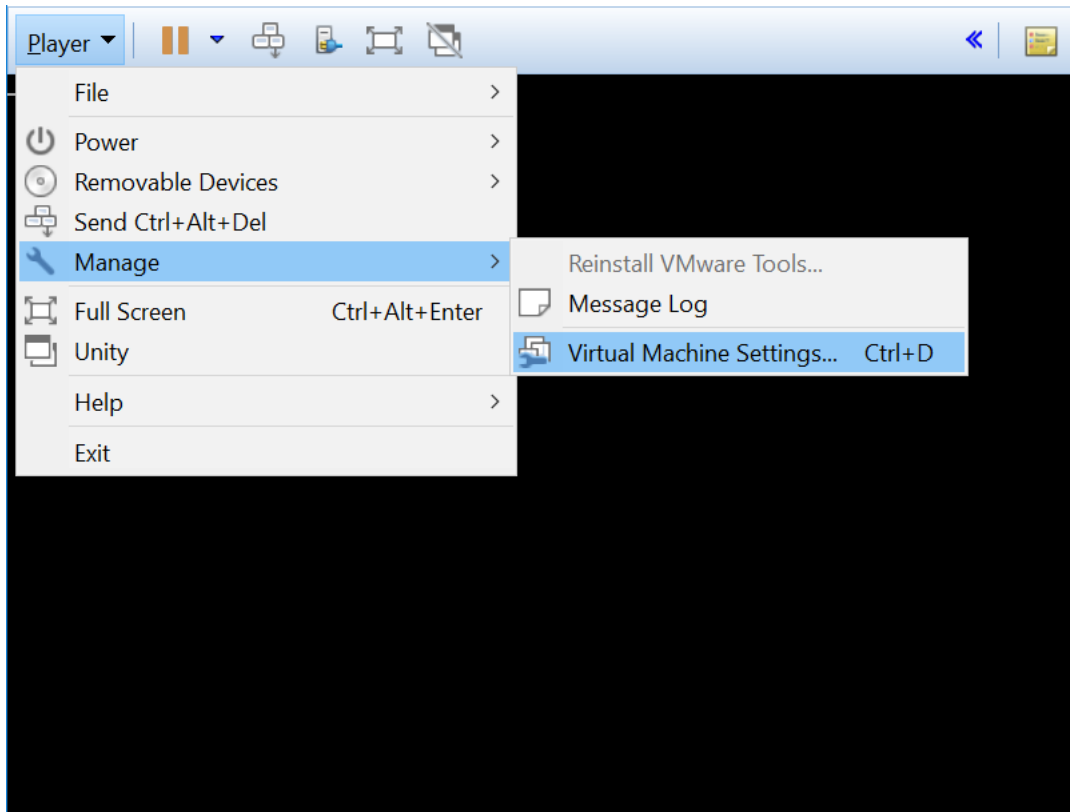 Player
File
Power
Removable Devices
Send Ctrl+Alt+Del
Manage
Full Screen Ctrl+Alt+Enter
Unity
Help
Exit
Reinstall VMware Tools...
Message Log
Virtual Machine Settings... Ctrl+D